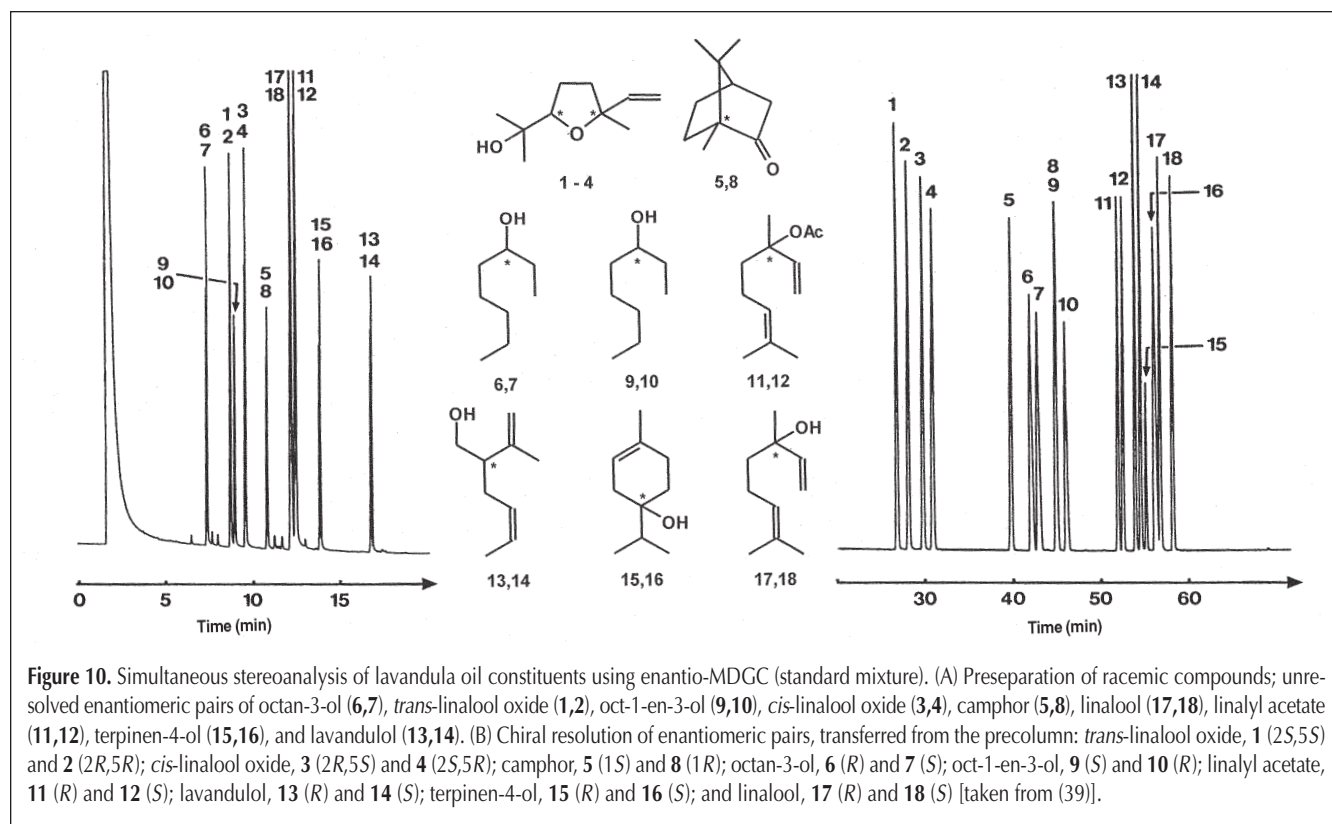 17
18
11
12
6
7
1
2
3
4
9
10
5
8
15
16
13
14
0 5 10 15
Time (min)
HO
O
1 - 4
O
5,8
OH
6,7
OH
9,10
OAc
11,12
OH
13,14
OH
15,16
OH
17,18
1
2
3
4
5
6
7
8
9
10
11
12
13
14
17
18
16
15
20 30 40 50 60
Time (min)
Figure 10. Simultaneous stereoanalysis of lavandula oil constituents using enantio-MDGC (standard mixture). (A) Preseparation of racemic compounds; unre-
solved enantiomeric pairs of octan-3-ol (6,7), trans-linalool oxide (1,2), oct-1-en-3-ol (9,10), cis-linalool oxide (3,4), camphor (5,8), linalool (17,18), linalyl acetate
(11,12), terpinen-4-ol (15,16), and lavandulol (13,14). (B) Chiral resolution of enantiomeric pairs, transferred from the precolumn: trans-linalool oxide, 1 (2S,5S)
and 2 (2R,5R); cis-linalool oxide, 3 (2R,5S) and 4 (2S,5R); camphor, 5 (1S) and 8 (1R); octan-3-ol, 6 (R) and 7 (S); oct-1-en-3-ol, 9 (S) and 10 (R); linalyl acetate,
11 (R) and 12 (S); lavandulol, 13 (R) and 14 (S); terpinen-4-ol, 15 (R) and 16 (S); and linalool, 17 (R) and 18 (S) [taken from (39)].